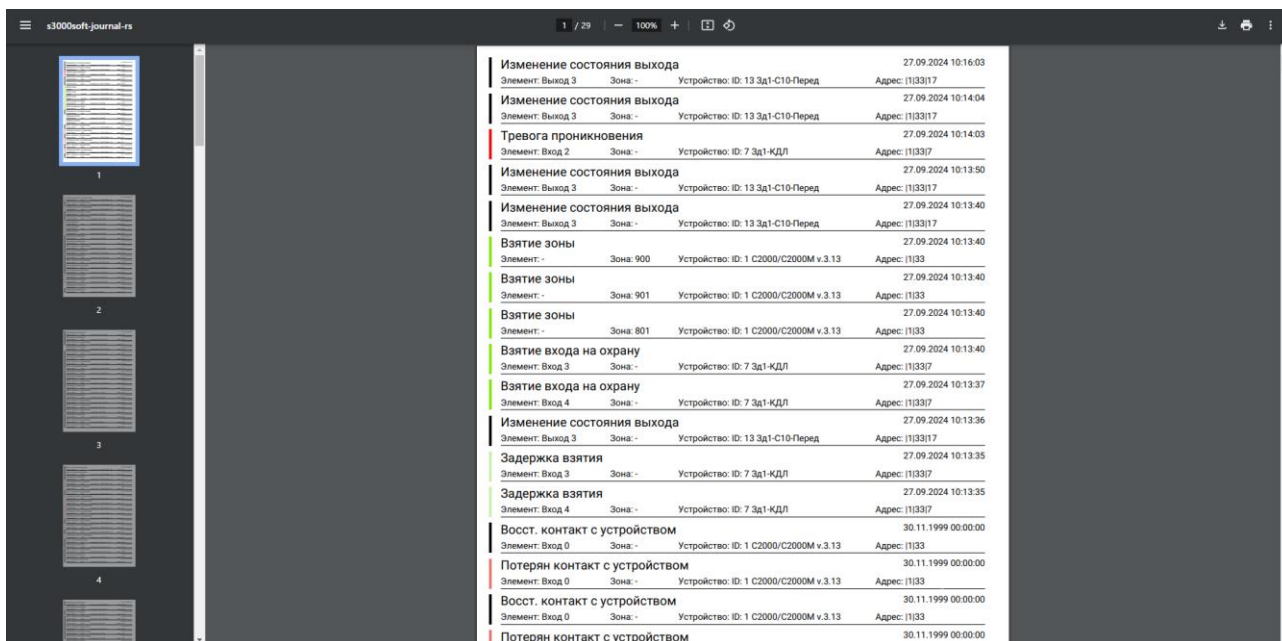 s3000soft-journal-rs
1 / 29
100%
Изменение состояния выхода 27.09.2024 10:16:03
Элемент: Выход 3 Зона: - Устройство: ID: 13 Зд1-С10-Перед Адрес: |1|33|17
Изменение состояния выхода 27.09.2024 10:14:04
Элемент: Выход 3 Зона: - Устройство: ID: 13 Зд1-С10-Перед Адрес: |1|33|17
Тревога проникновения 27.09.2024 10:14:03
Элемент: Вход 2 Зона: - Устройство: ID: 7 Зд1-КДЛ Адрес: |1|33|7
Изменение состояния выхода 27.09.2024 10:13:50
Элемент: Выход 3 Зона: - Устройство: ID: 13 Зд1-С10-Перед Адрес: |1|33|17
Изменение состояния выхода 27.09.2024 10:13:40
Элемент: Выход 3 Зона: - Устройство: ID: 13 Зд1-С10-Перед Адрес: |1|33|17
Взятие зоны 27.09.2024 10:13:40
Элемент: - Зона: 900 Устройство: ID: 1 С2000/С2000М v.3.13 Адрес: |1|33
Взятие зоны 27.09.2024 10:13:40
Элемент: - Зона: 901 Устройство: ID: 1 С2000/С2000М v.3.13 Адрес: |1|33
Взятие зоны 27.09.2024 10:13:40
Элемент: - Зона: 801 Устройство: ID: 1 С2000/С2000М v.3.13 Адрес: |1|33
Взятие входа на охрану 27.09.2024 10:13:40
Элемент: Вход 3 Зона: - Устройство: ID: 7 Зд1-КДЛ Адрес: |1|33|7
Взятие входа на охрану 27.09.2024 10:13:37
Элемент: Вход 4 Зона: - Устройство: ID: 7 Зд1-КДЛ Адрес: |1|33|7
Изменение состояния выхода 27.09.2024 10:13:36
Элемент: Выход 3 Зона: - Устройство: ID: 13 Зд1-С10-Перед Адрес: |1|33|17
Задержка взятия 27.09.2024 10:13:35
Элемент: Вход 3 Зона: - Устройство: ID: 7 Зд1-КДЛ Адрес: |1|33|7
Задержка взятия 27.09.2024 10:13:35
Элемент: Вход 4 Зона: - Устройство: ID: 7 Зд1-КДЛ Адрес: |1|33|7
Восст. контакт с устройством 30.11.1999 00:00:00
Элемент: Вход 0 Зона: - Устройство: ID: 1 С2000/С2000М v.3.13 Адрес: |1|33
Потерян контакт с устройством 30.11.1999 00:00:00
Элемент: Вход 0 Зона: - Устройство: ID: 1 С2000/С2000М v.3.13 Адрес: |1|33
Восст. контакт с устройством 30.11.1999 00:00:00
Элемент: Вход 0 Зона: - Устройство: ID: 1 С2000/С2000М v.3.13 Адрес: |1|33
Потерян контакт с устройством 30.11.1999 00:00:00
1
2
3
4